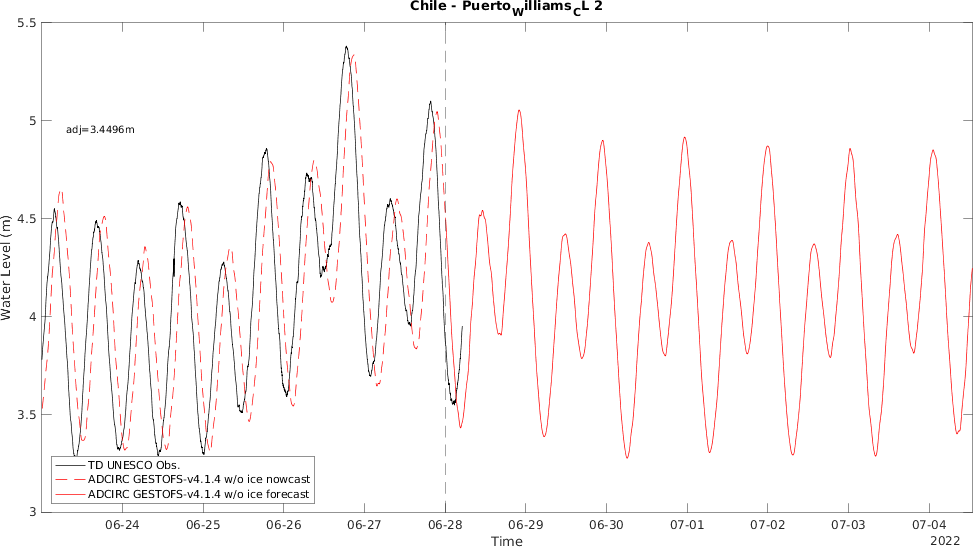 Chile - PuertoWilliamsCL 2
5.5
5
4.5
4
3.5
3
Water Level (m)
adj=3.4496m
TD UNESCO Obs.
ADCIRC GESTOFS-v4.1.4 w/o ice nowcast
ADCIRC GESTOFS-v4.1.4 w/o ice forecast
06-24 06-25 06-26 06-27 06-28 06-29 06-30 07-01 07-02 07-03 07-04
Time
2022